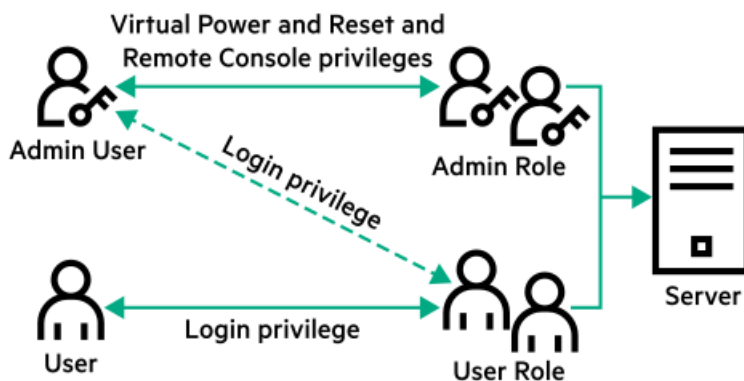 Virtual Power and Reset and
Remote Console privileges
Admin User
Admin Role
Login privilege
Server
Login privilege
User
User Role